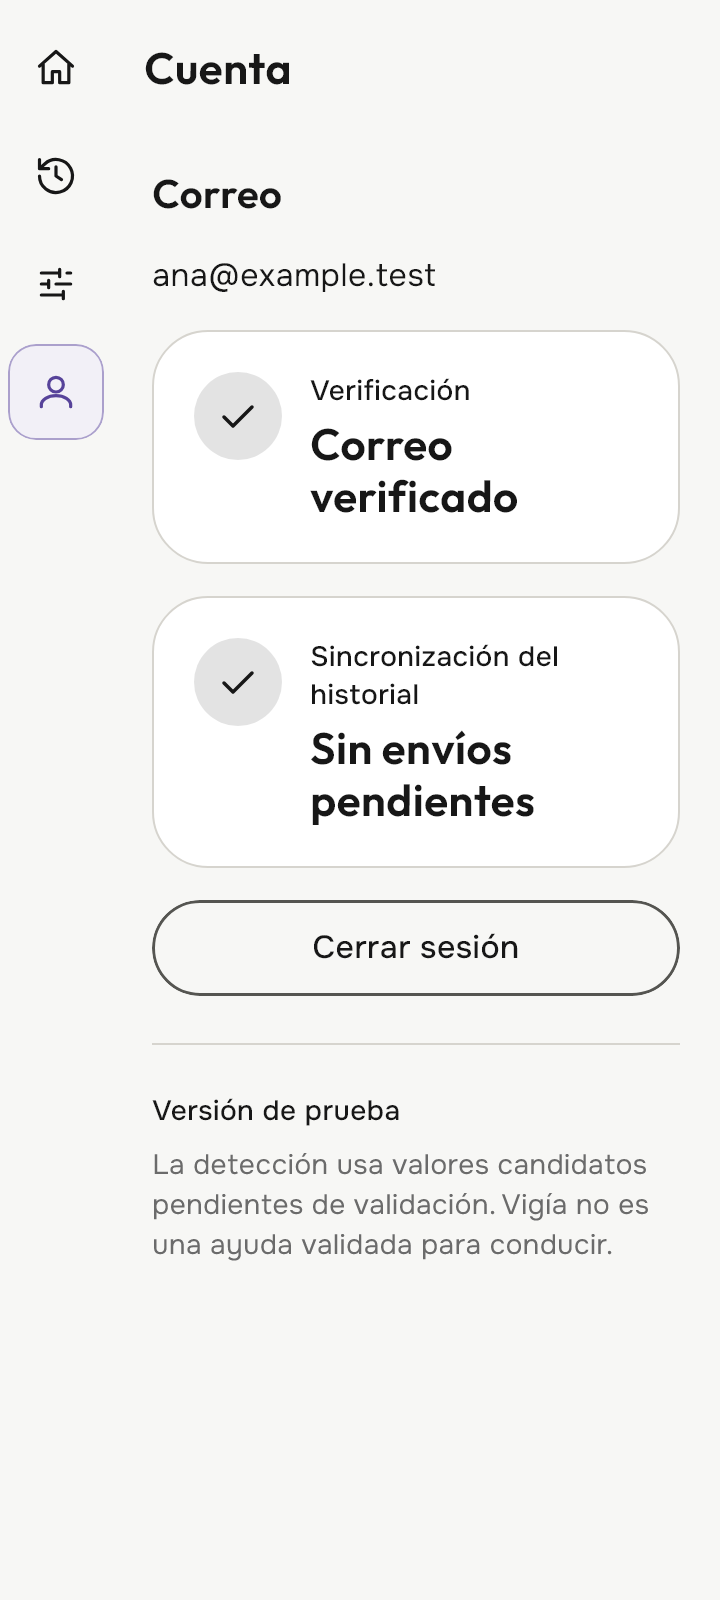 Cuenta
Correo
ana@example.test
Verificación
Correo
verificado
Sincronización del
historial
Sin envíos
pendientes
Cerrar sesión
Versión de prueba
La detección usa valores candidatos
pendientes de validación. Vigía no es
una ayuda validada para conducir.